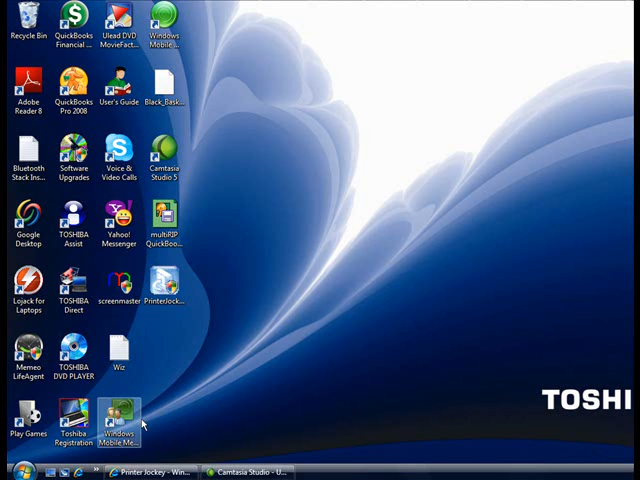 Recycle Bin
QuickBooks
Financial ...
Ulead DVD
MovieFact...
Windows
Mobile ...
Adobe
Reader 8
QuickBooks
Pro 2008
User's Guide
Black_Bask...
Bluetooth
Stack Ins...
Software
Upgrades
Voice &
Video Calls
Camtasia
Studio 5
Google
Desktop
TOSHIBA
Assist
Yahoo!
Messenger
multiRIP
QuickBoo...
Lojack for
Laptops
TOSHIBA
Direct
screenmaster
PrinterJock...
Memeo
LifeAgent
TOSHIBA
DVD PLAYER
Wiz
Play Games
Toshiba
Registration
Windows
Mobile Me...
TOSHI
Printer Jockey - Win...
Camtasia Studio - U...